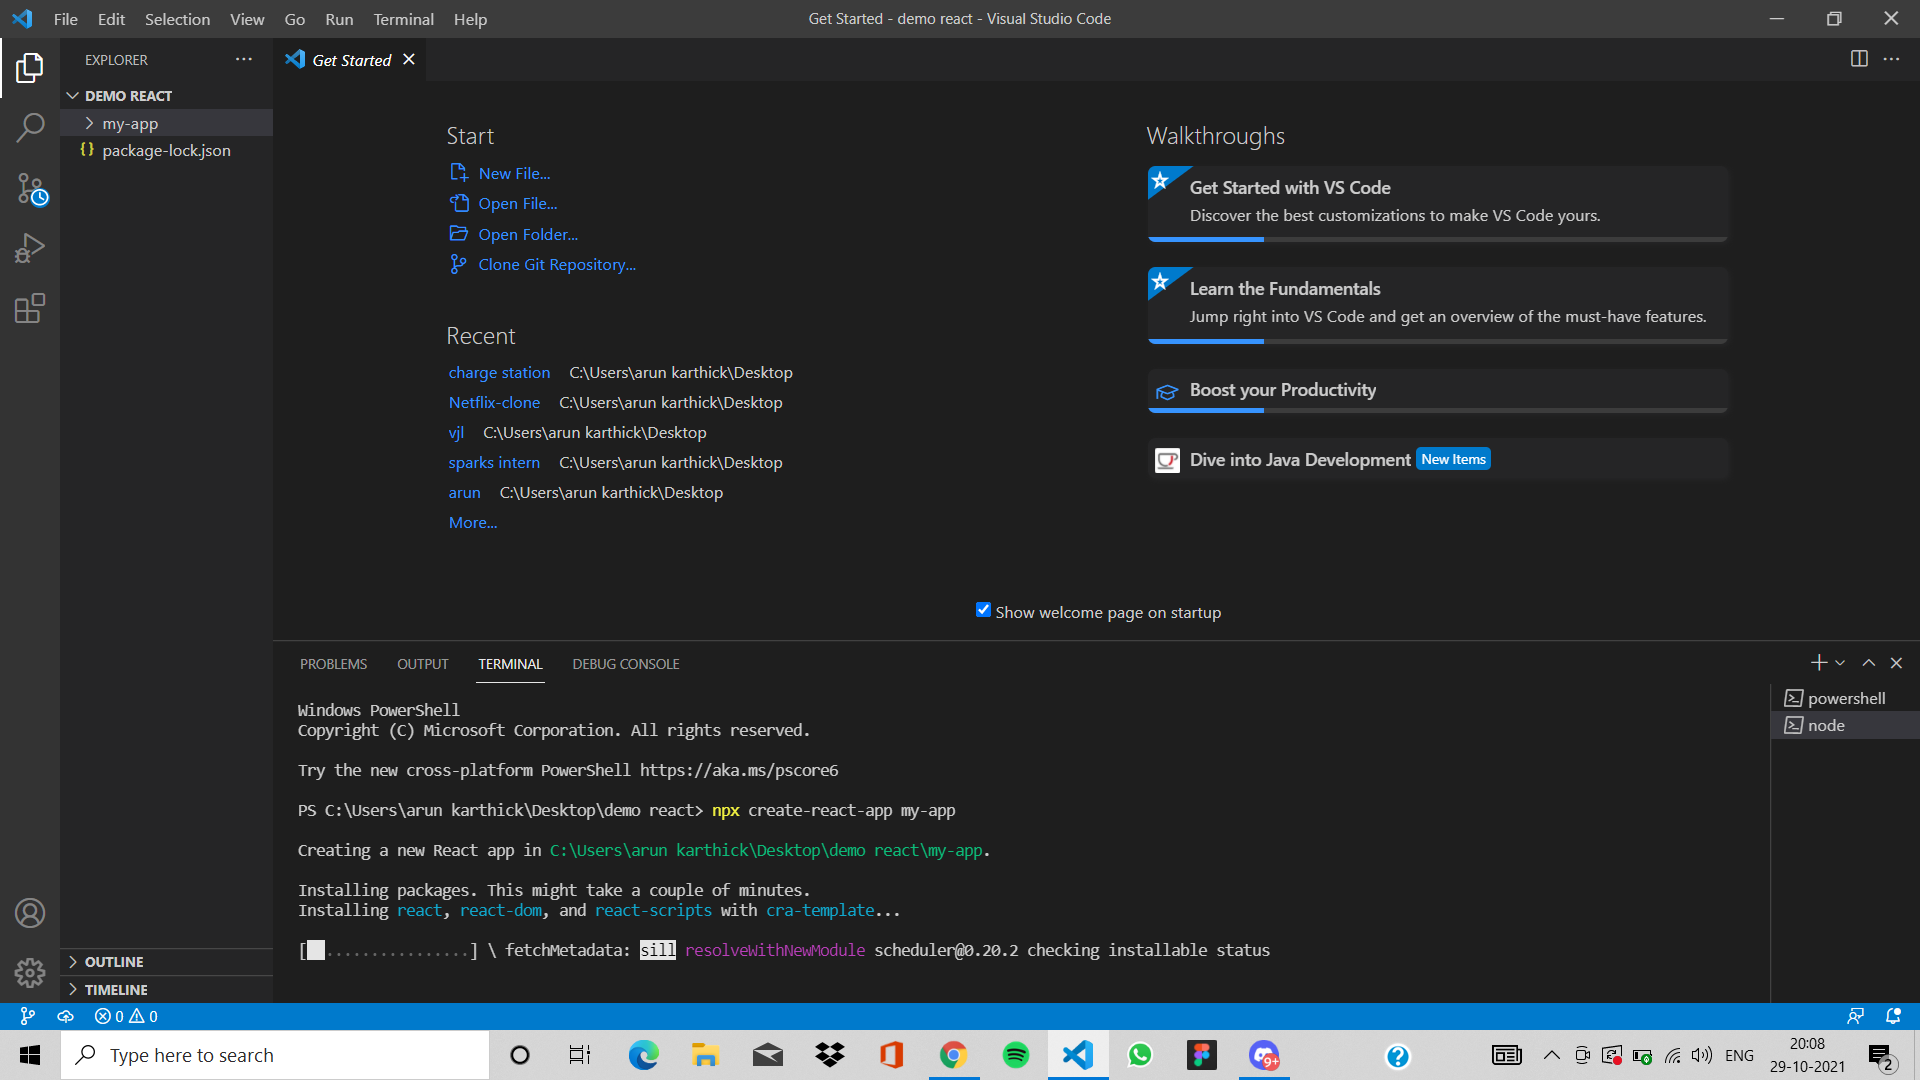 File Edit Selection View Go Run Terminal Help
Get Started - demo react - Visual Studio Code
EXPLORER
Get Started
DEMO REACT
my-app
{} package-lock.json
Start
New File...
Open File...
Open Folder...
Clone Git Repository...
Recent
charge station C:\Users\arun karthick\Desktop
Netflix-clone C:\Users\arun karthick\Desktop
vjl C:\Users\arun karthick\Desktop
sparks intern C:\Users\arun karthick\Desktop
arun C:\Users\arun karthick\Desktop
More...
Walkthroughs
Get Started with VS Code
Discover the best customizations to make VS Code yours.
Learn the Fundamentals
Jump right into VS Code and get an overview of the must-have features.
Boost your Productivity
Dive into Java Development New Items
Show welcome page on startup
PROBLEMS OUTPUT TERMINAL DEBUG CONSOLE
Windows PowerShell
Copyright (C) Microsoft Corporation. All rights reserved.
Try the new cross-platform PowerShell https://aka.ms/pscore6
PS C:\Users\arun karthick\Desktop\demo react> npx create-react-app my-app
Creating a new React app in C:\Users\arun karthick\Desktop\demo react\my-app.
Installing packages. This might take a couple of minutes.
Installing react, react-dom, and react-scripts with cra-template...
[  ................] \ fetchMetadata: sill resolveWithNewModule scheduler@0.20.2 checking installable status
powershell
node
OUTLINE
TIMELINE
0 0
Type here to search
9+
ENG
20:08
29-10-2021
2